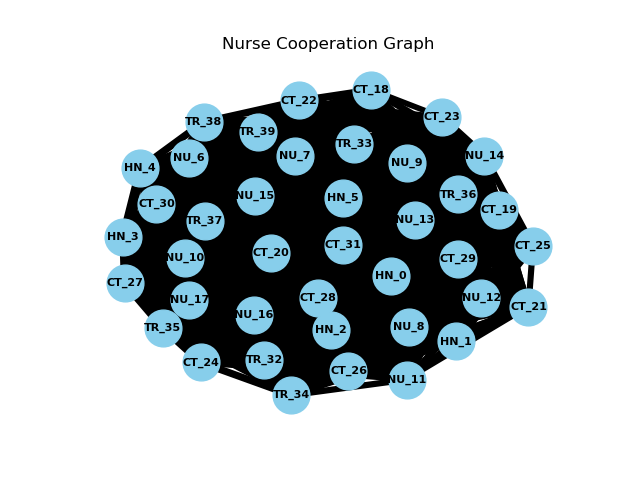 Nurse Cooperation Graph
CT_18
CT_22
CT_23
TR_38
TR_39
TR_33
NU_7
NU_14
NU_6
NU_9
HN_4
TR_36
NU_15
HN_5
CT_30
CT_19
NU_13
TR_37
HN_3
CT_31
CT_25
CT_20
NU_10
CT_29
HN_0
CT_27
CT_28
NU_12
NU_17
CT_21
NU_16
NU_8
TR_35
HN_2
HN_1
TR_32
CT_24
CT_26
NU_11
TR_34